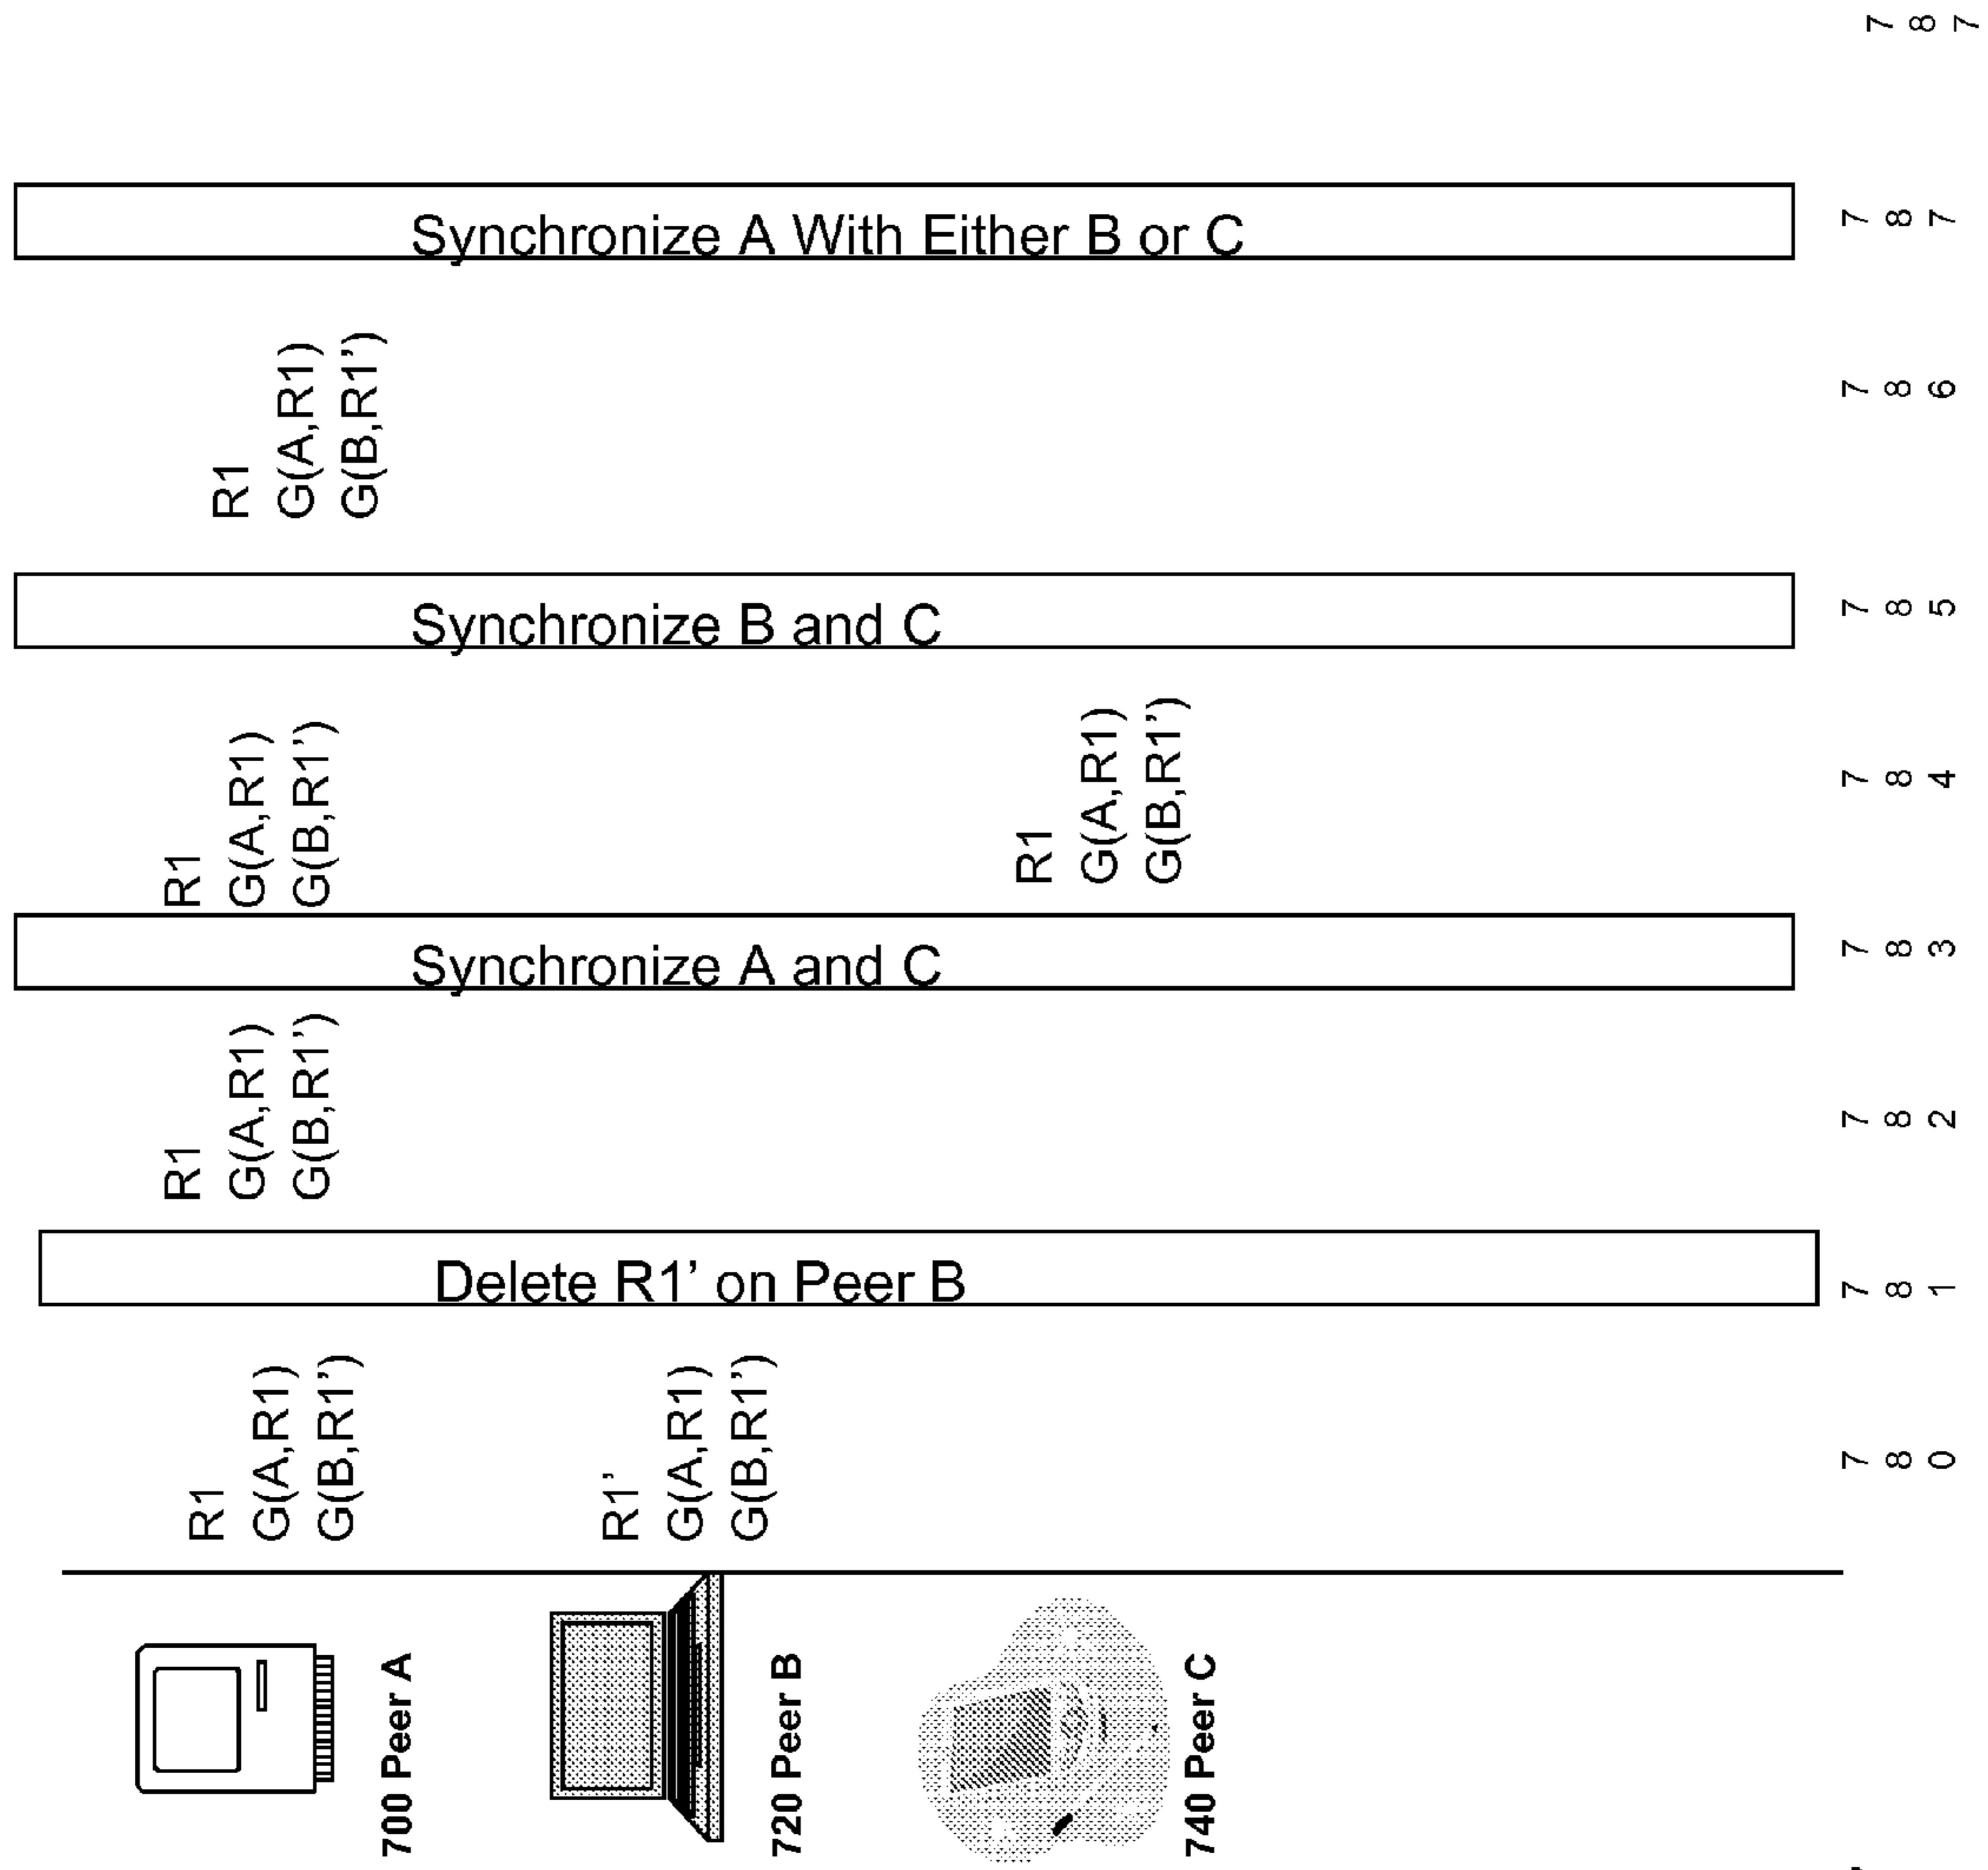 700 Peer A
720 Peer B
740 Peer C
R1
G(A,R1)
G(B,R1')
R1'
G(A,R1)
G(B,R1')
780
Delete R1' on Peer B
781
R1
G(A,R1)
G(B,R1')
782
Synchronize A and C
783
R1
G(A,R1)
G(B,R1')
R1
G(A,R1)
G(B,R1')
784
Synchronize B and C
785
R1
G(A,R1)
G(B,R1')
786
Synchronize A With Either B or C
787
787